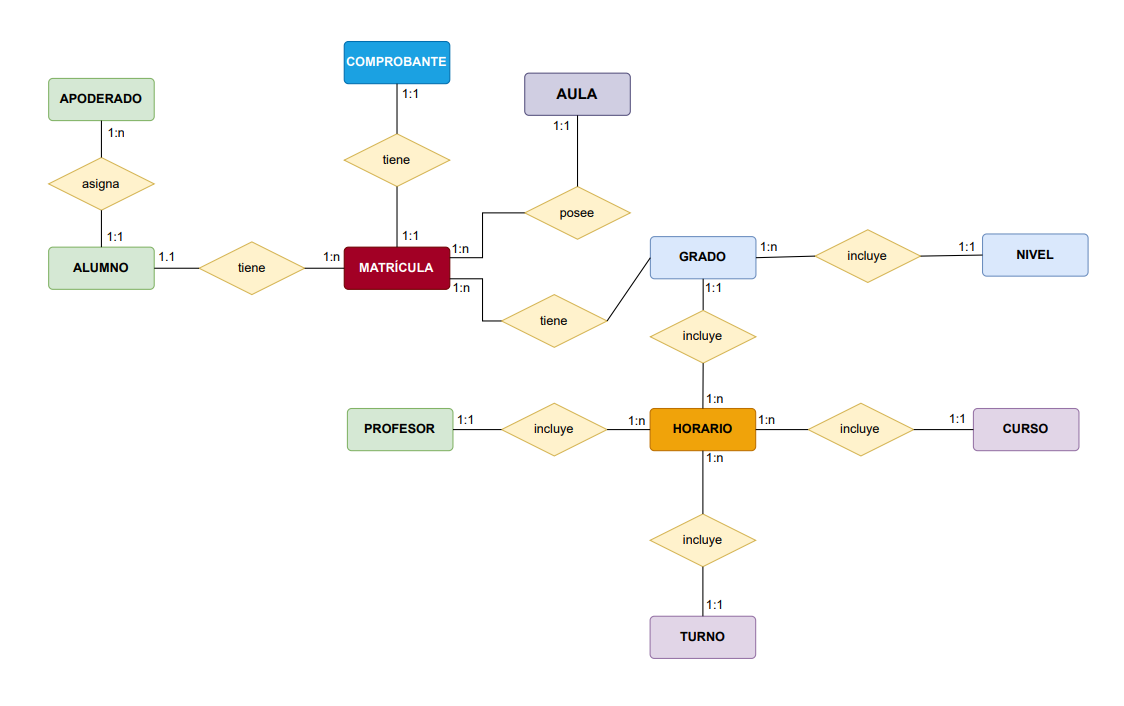 COMPROBANTE
1:1
AULA
1:1
APODERADO
1:n
tiene
asigna
posee
1:1
1:1
1:n
ALUMNO
1.1
tiene
1:n
MATRÍCULA
1:n
tiene
GRADO
1:n
incluye
1:1
NIVEL
1:1
incluye
1:n
PROFESOR
1:1
incluye
1:n
HORARIO
1:n
incluye
1:1
CURSO
1:n
incluye
1:1
TURNO